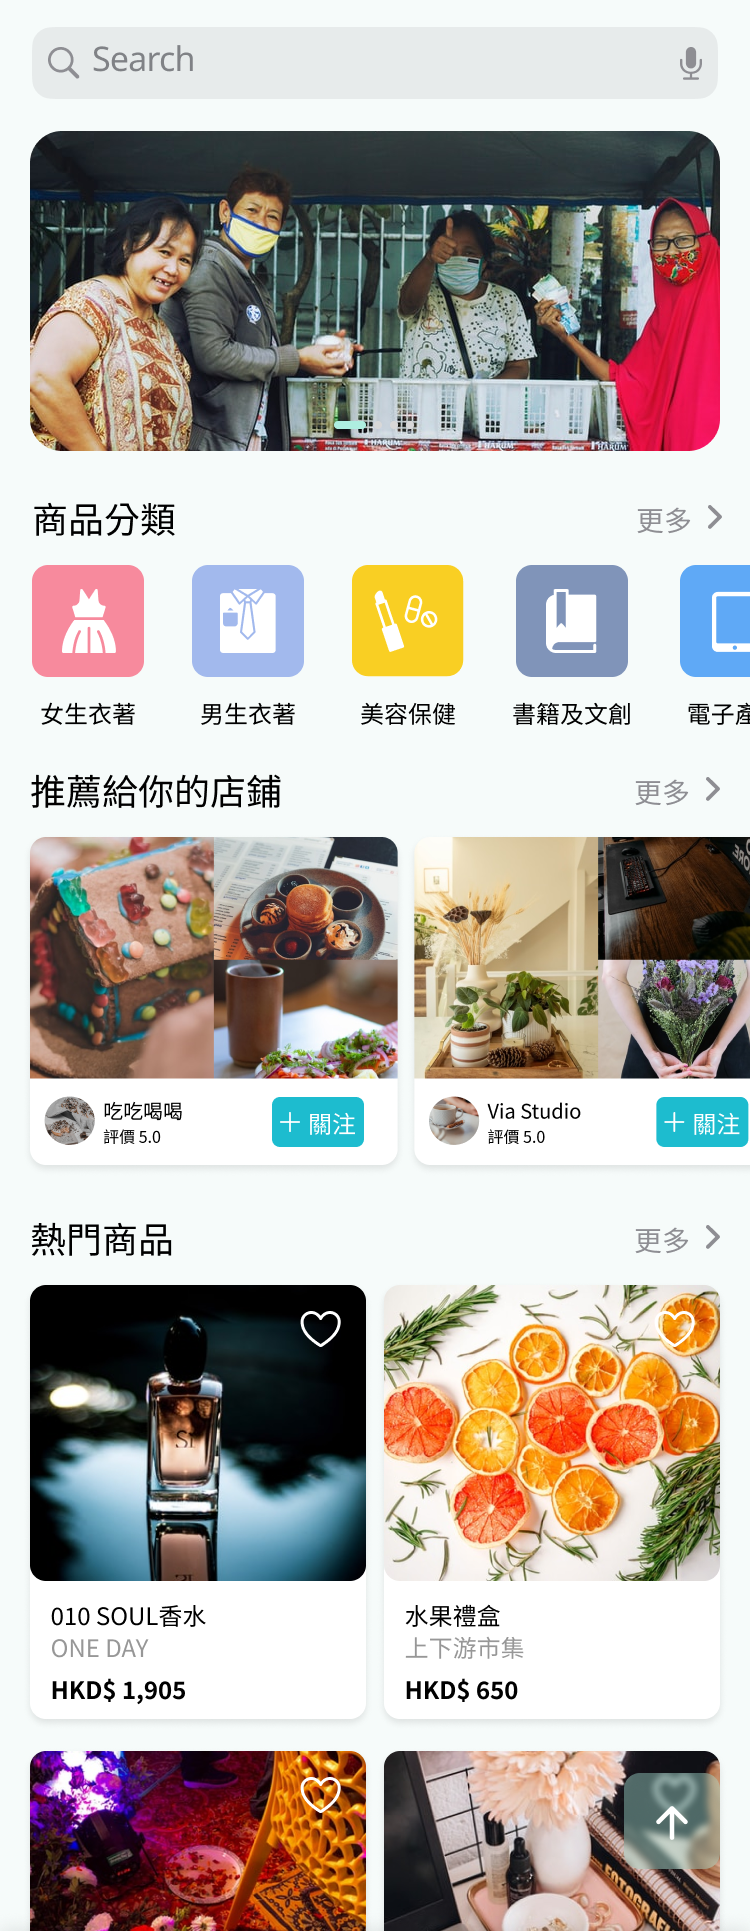 Search
商品分類
更多
女生衣著
男生衣著
美容保健
書籍及文創
電子產
推薦給你的店鋪
更多
吃吃喝喝
評價 5.0
+ 關注
Via Studio
評價 5.0
+ 關注
熱門商品
更多
SI
010 SOUL香水
ONE DAY
HKD$ 1,905
水果禮盒
上下游市集
HKD$ 650